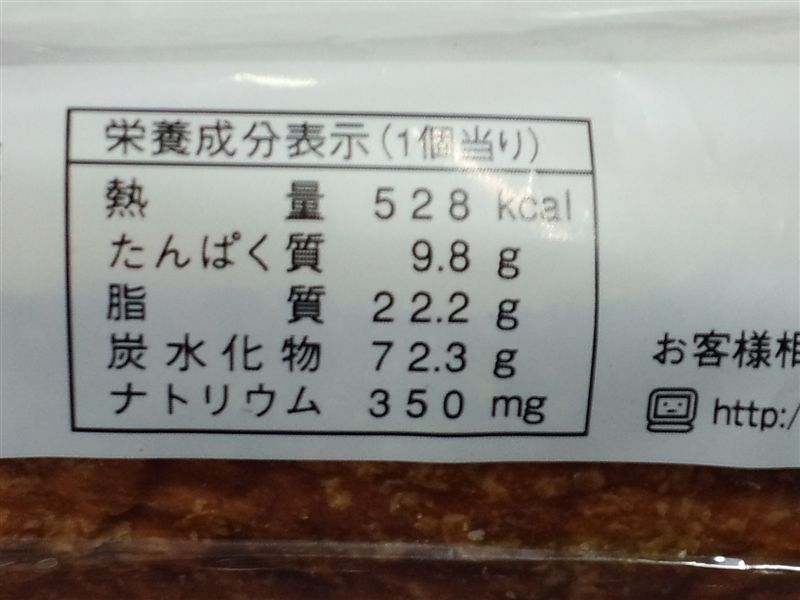 栄養成分表示(1個当り)
熱量 528 kcal
たんぱく質 9.8 g
脂質 22.2 g
炭水化物 72.3 g
ナトリウム 350 mg
お客様相
http:/